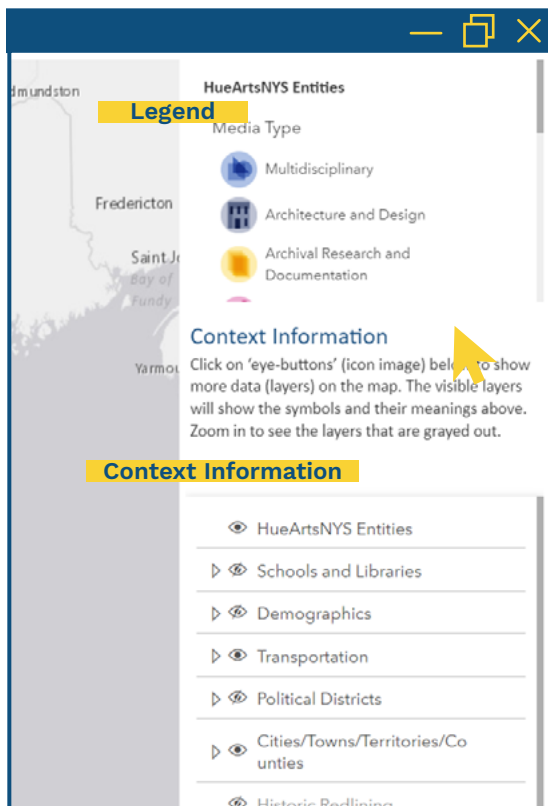 HueArtsNYS Entities
Legend
Media Type
Multidisciplinary
Architecture and Design
Archival Research and
Documentation
dmundston
Fredericton
Saint Jo
Bay of
Fundy
Yarmou
Context Information
Click on ‘eye-buttons’ (icon image) below to show
more data (layers) on the map. The visible layers
will show the symbols and their meanings above.
Zoom in to see the layers that are grayed out.
Context Information
HueArtsNYS Entities
Schools and Libraries
Demographics
Transportation
Political Districts
Cities/Towns/Territories/Co
unties
Historic Redlining